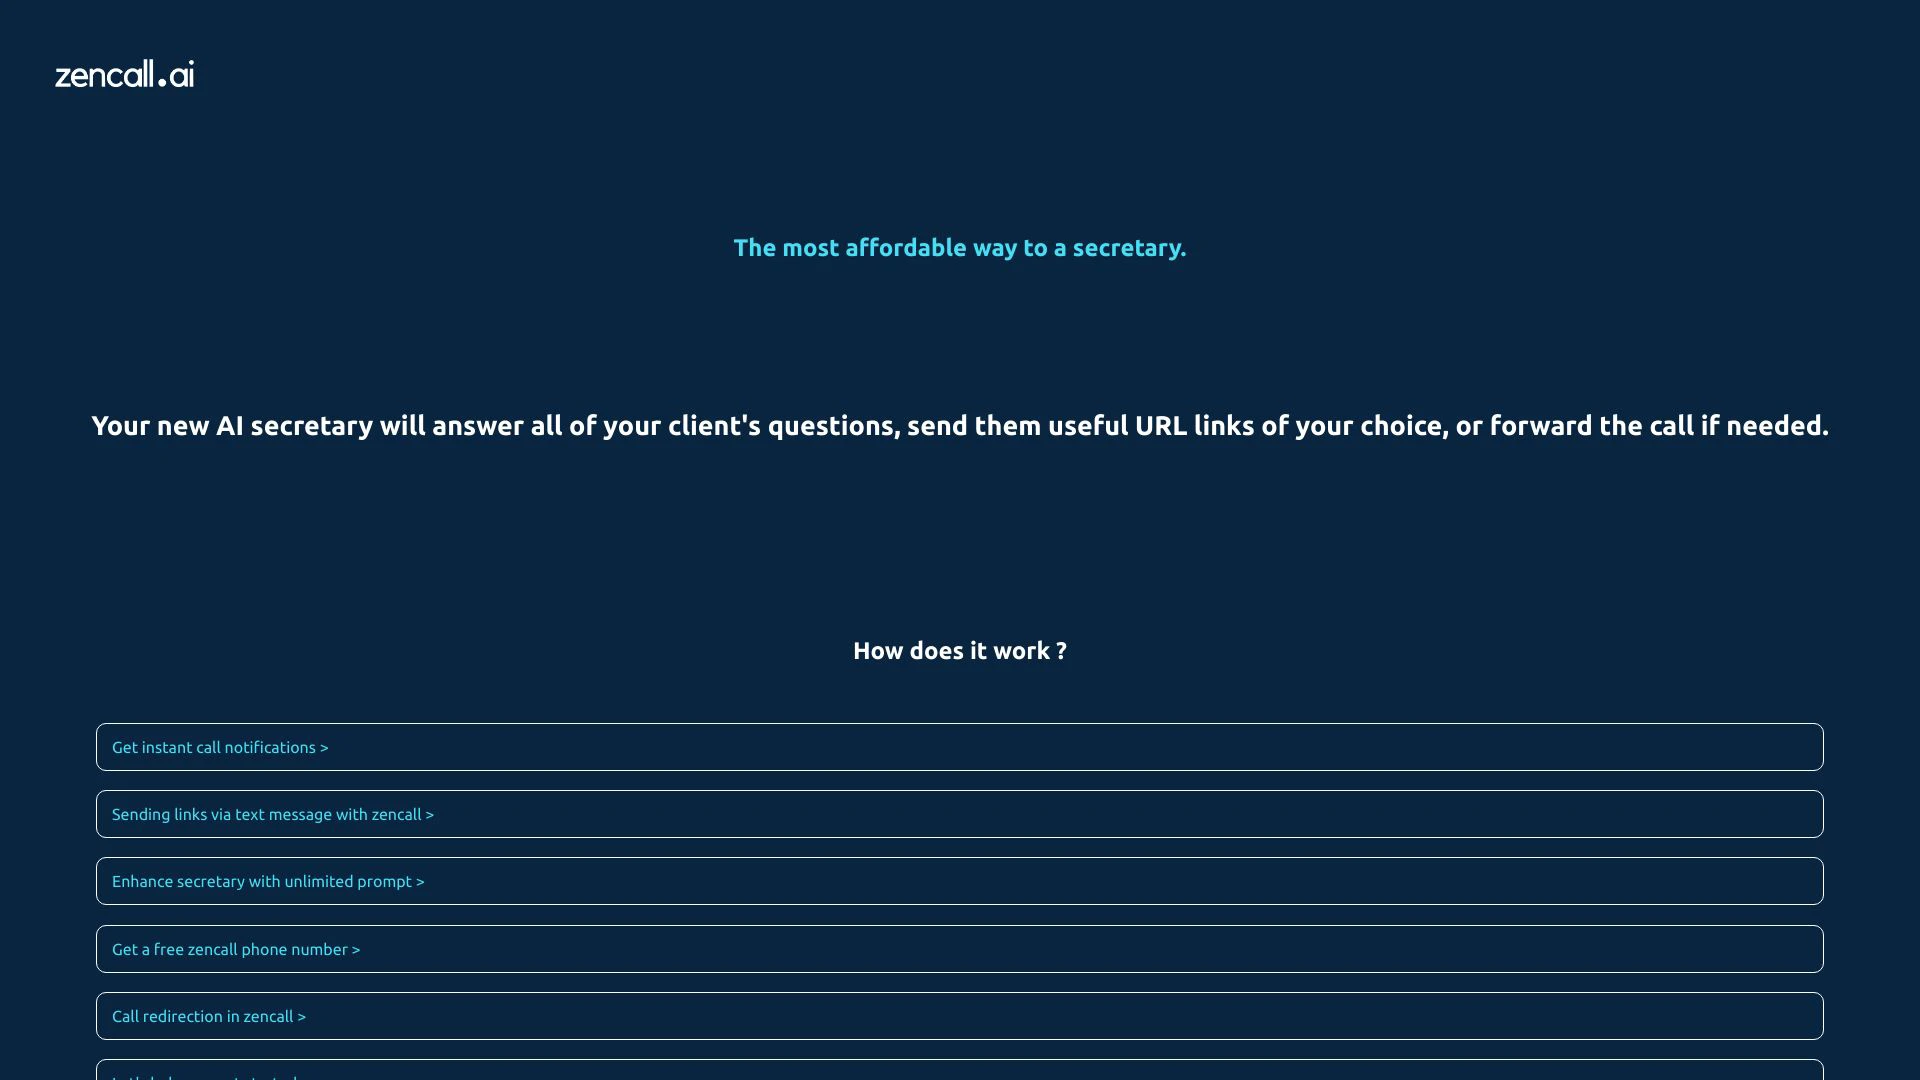 zencall.ai
The most affordable way to a secretary.
Your new AI secretary will answer all of your client's questions, send them useful URL links of your choice, or forward the call if needed.
How does it work ?
Get instant call notifications >
Sending links via text message with zencall >
Enhance secretary with unlimited prompt >
Get a free zencall phone number >
Call redirection in zencall >